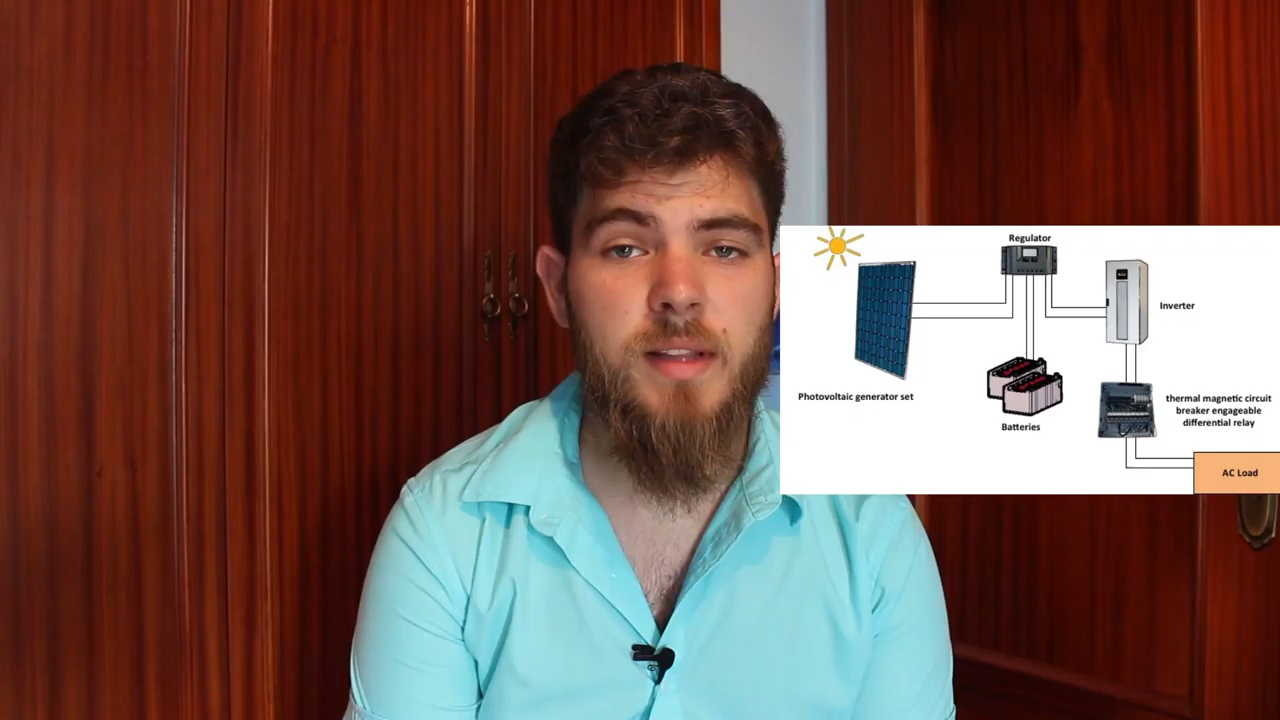 Regulator
Inverter
Photovoltaic generator set
Batteries
thermal magnetic circuit
breaker engageable
differential relay
AC Load